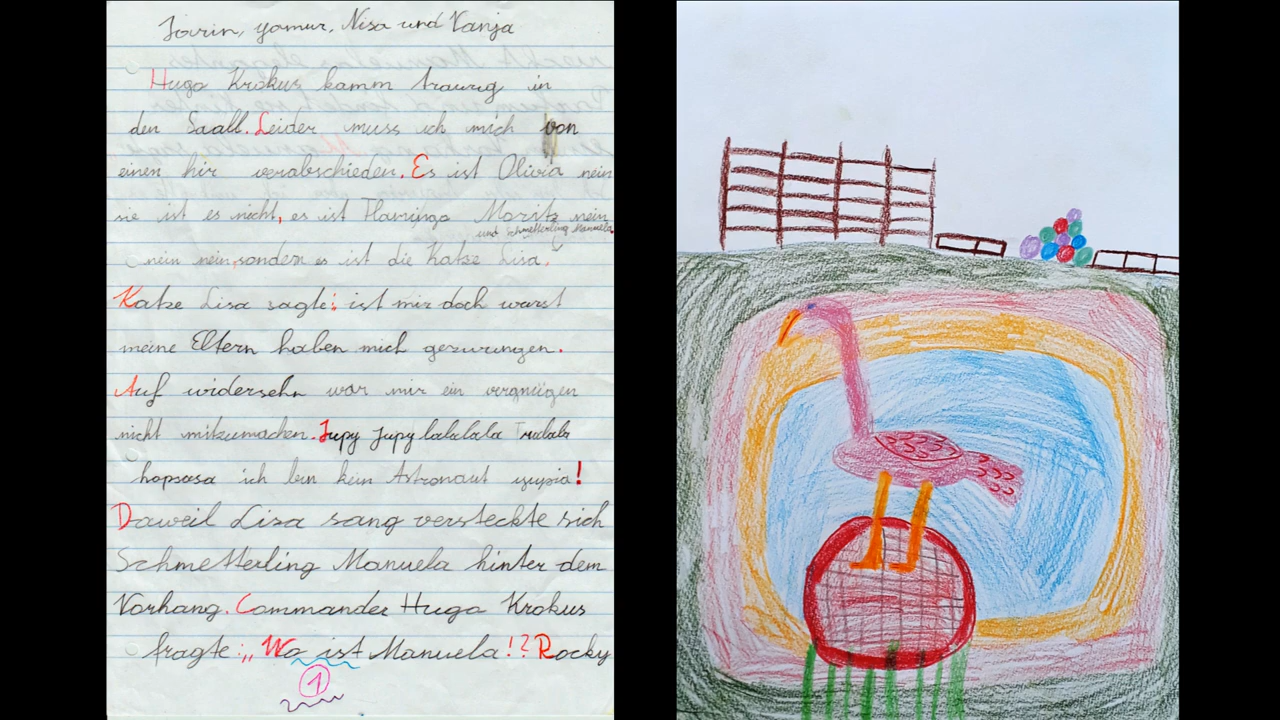 Jovin, yamur, Nisa und Vanja
Hugo Krokus kamm traurig in
den Saall. Leider muss ich mich von
einen hir verabschieden. Es ist Olivia nein
sie ist es nicht, es ist Flamingo Moritz nein
und Schmetterling Manuela
nein nein, sondern es ist die Katze Lisa.
Katze Lisa sagte: ist mir doch wurst
meine Eltern haben mich gezwungen.
Auf widersehn war mir ein vergnügen
nicht mitzumachen. Jupy Jupy lalalala Tralala
hopsasa ich bin kein Astronaut yupia!
Daweil Lisa sang versteckte sich
Schmetterling Manuela hinter dem
Vorhang. Commander Hugo Krokus
fragte: „Wo ist Manuela!? Rocky
1